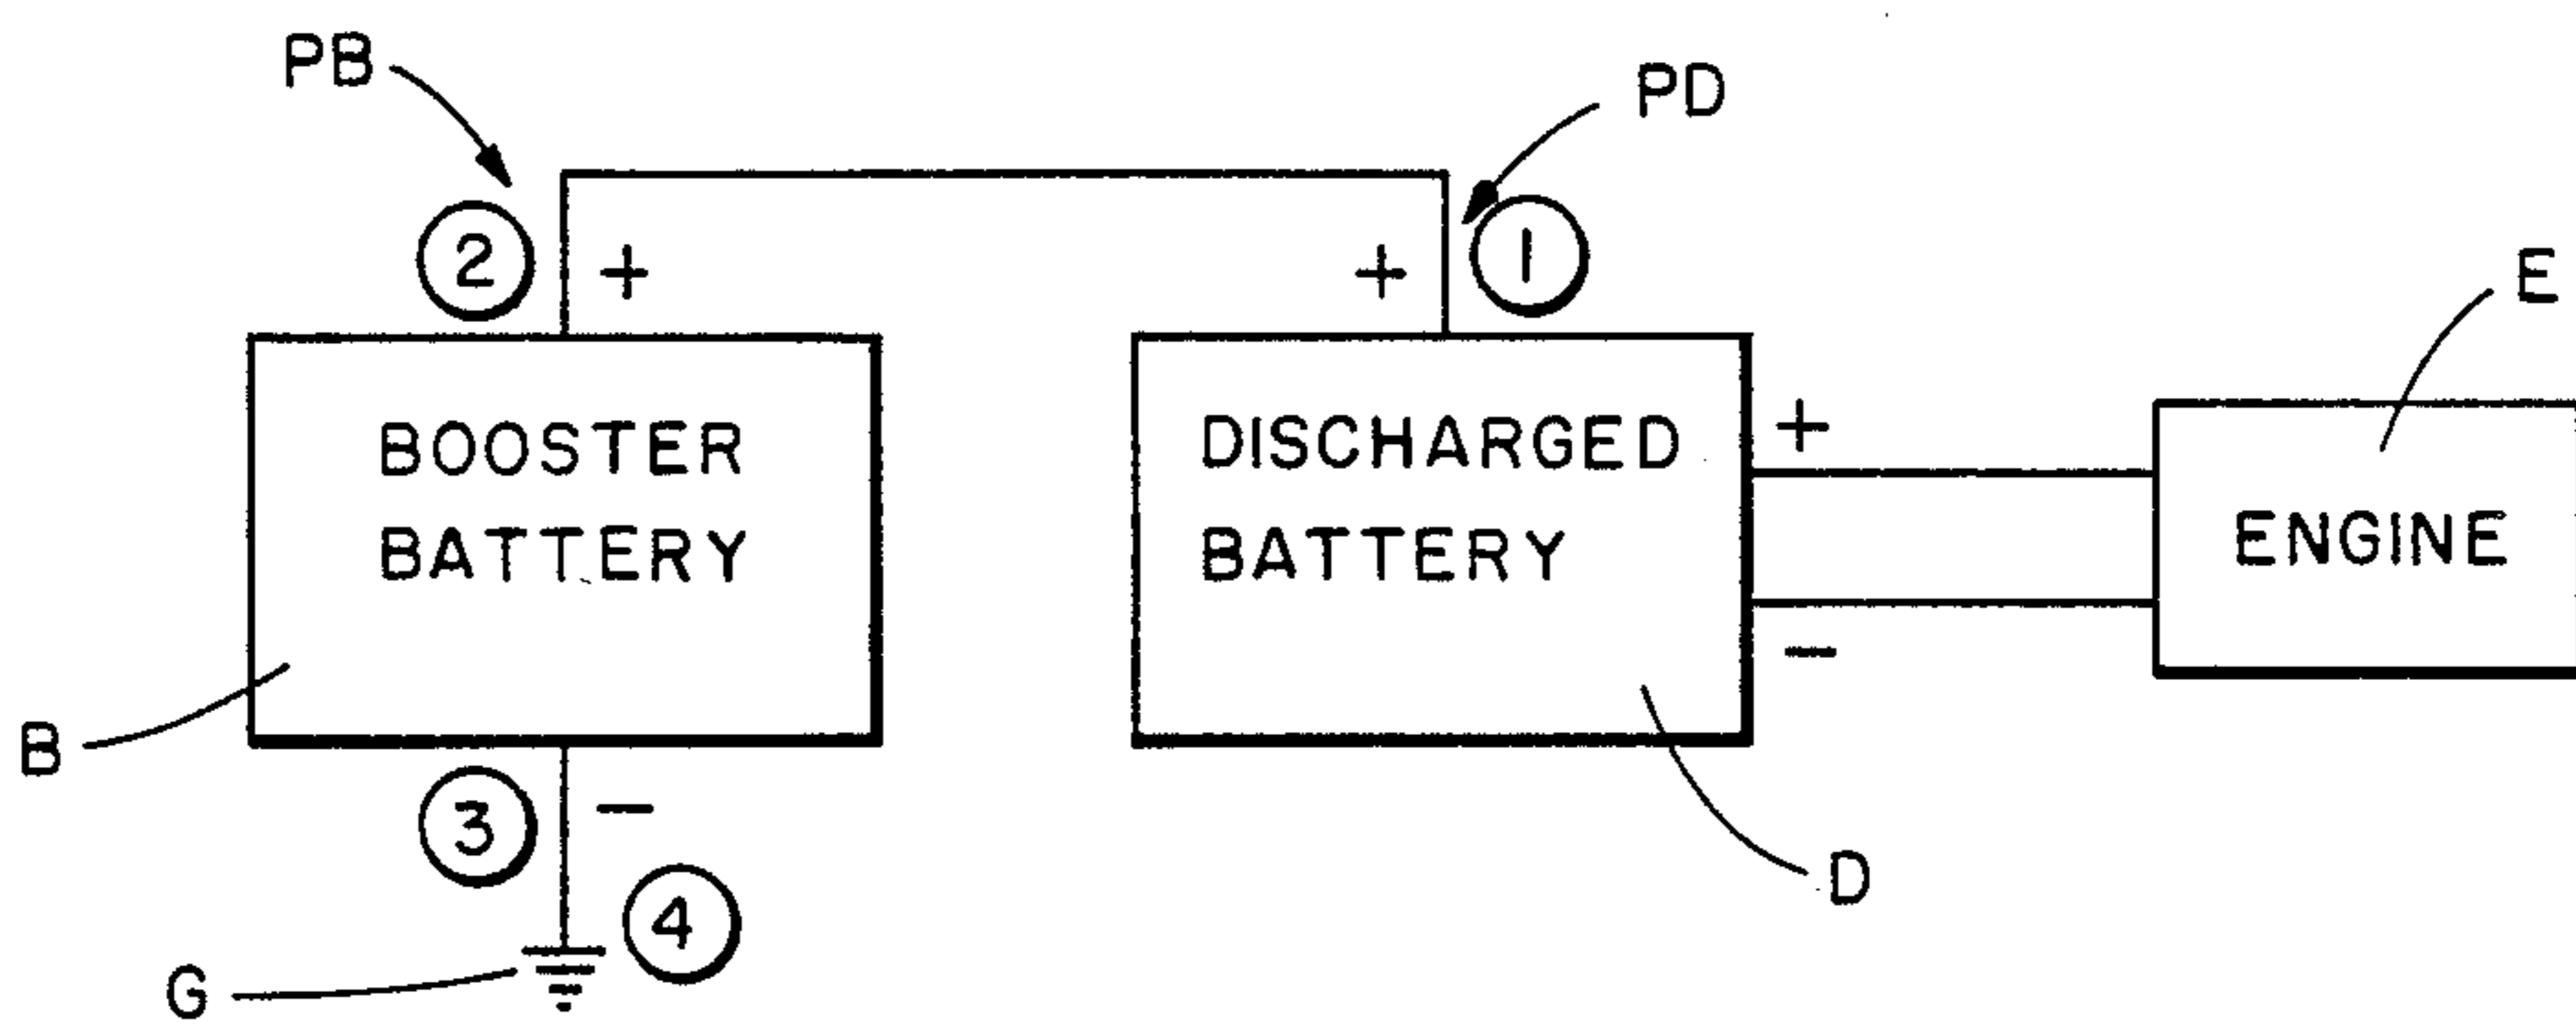 PB
PD
2
+
+
1
E
BOOSTER
BATTERY
DISCHARGED
BATTERY
+
ENGINE
-
B
3
-
4
D
G